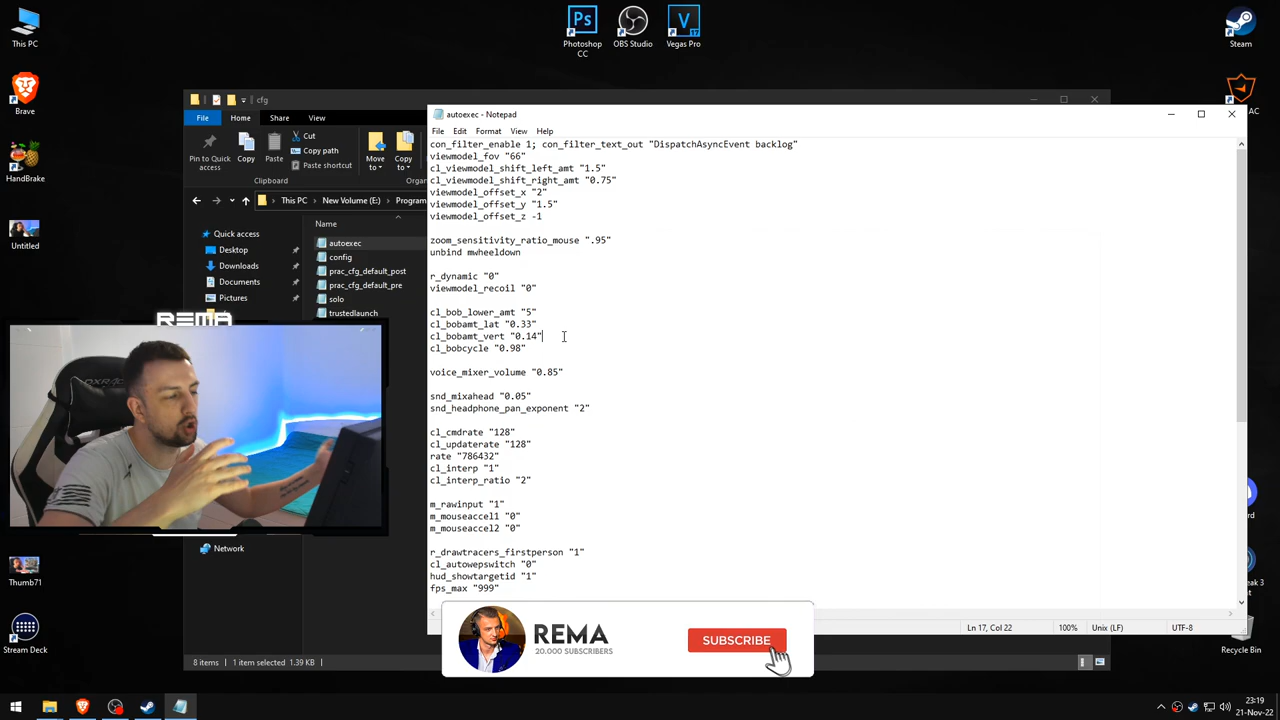 This PC
Brave
HandBrake
Untitled
Thumb71
Stream Deck
Photoshop
CC
OBS Studio
Vegas Pro
Steam
AC
Recycle Bin
cfg
File
Home
Share
View
Pin to Quick
access
Copy
Paste
Cut
Copy path
Paste shortcut
Move
to
Copy
to
Clipboard
Organ
This PC
New Volume (E:)
Program
Name
Quick access
Desktop
Downloads
Documents
Pictures
Network
autoexec
config
prac_cfg_default_post
prac_cfg_default_pre
solo
trustedlaunch
8 items
1 item selected
1.39 KB
autoexec - Notepad
File Edit Format View Help
con_filter_enable 1; con_filter_text_out "DispatchAsyncEvent backlog"
viewmodel_fov "66"
cl_viewmodel_shift_left_amt "1.5"
cl_viewmodel_shift_right_amt "0.75"
viewmodel_offset_x "2"
viewmodel_offset_y "1.5"
viewmodel_offset_z -1
zoom_sensitivity_ratio_mouse ".95"
unbind mwheeldown
r_dynamic "0"
viewmodel_recoil "0"
cl_bob_lower_amt "5"
cl_bobamt_lat "0.33"
cl_bobamt_vert "0.14"
cl_bobcycle "0.98"
voice_mixer_volume "0.85"
snd_mixahead "0.05"
snd_headphone_pan_exponent "2"
cl_cmdrate "128"
cl_updaterate "128"
rate "786432"
cl_interp "1"
cl_interp_ratio "2"
m_rawinput "1"
m_mouseaccel1 "0"
m_mouseaccel2 "0"
r_drawtracers_firstperson "1"
cl_autowepswitch "0"
hud_showtargetid "1"
fps_max "999"
Ln 17, Col 22
100%
Unix (LF)
UTF-8
REMA
DXRAC
REMA
20.000 SUBSCRIBERS
SUBSCRIBE
23:19
21-Nov-22